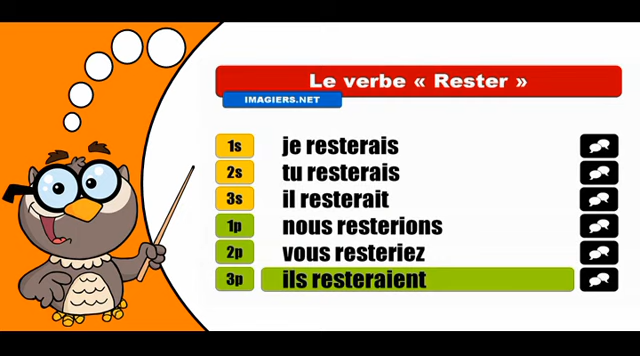 Le verbe « Rester »
IMAGIERS.NET
1s je resterais
2s tu resterais
3s il resterait
1p nous resterions
2p vous resteriez
3p ils resteraient